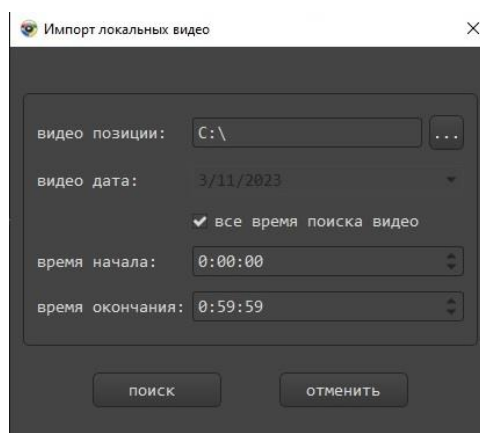 Импорт локальных видео
видео позиции: C:\ ...
видео дата: 3/11/2023
все время поиска видео
время начала: 0:00:00
время окончания: 0:59:59
поиск отменить